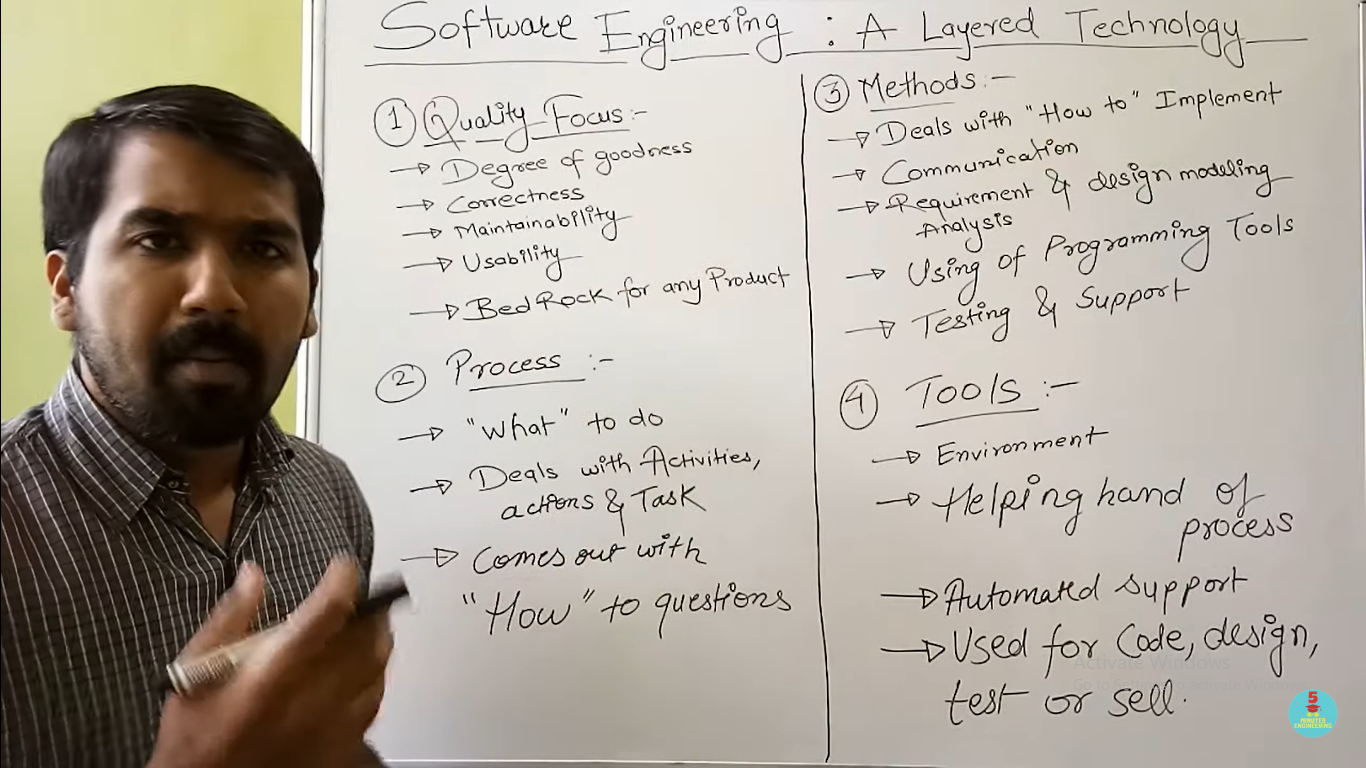 Software Engineering : A Layered Technology
① Quality Focus :-
→ Degree of goodness
→ Correctness
→ Maintainability
→ Usability
→ Bed Rock for any Product
② Process :-
→ "What" to do
→ Deals with Activities,
actions & Task
→ Comes out with
"How" to questions
③ Methods :-
→ Deals with "How to" Implement
→ Communication
→ Requirement & design modeling
Analysis
→ Using of Programming Tools
→ Testing & Support
④ Tools :-
→ Environment
→ Helping hand of
process
→ Automated support
→ Used for Code, design,
test or sell.
Activate Windows
Go to Settings to activate Windows.
5
MINUTES
ENGINEERING